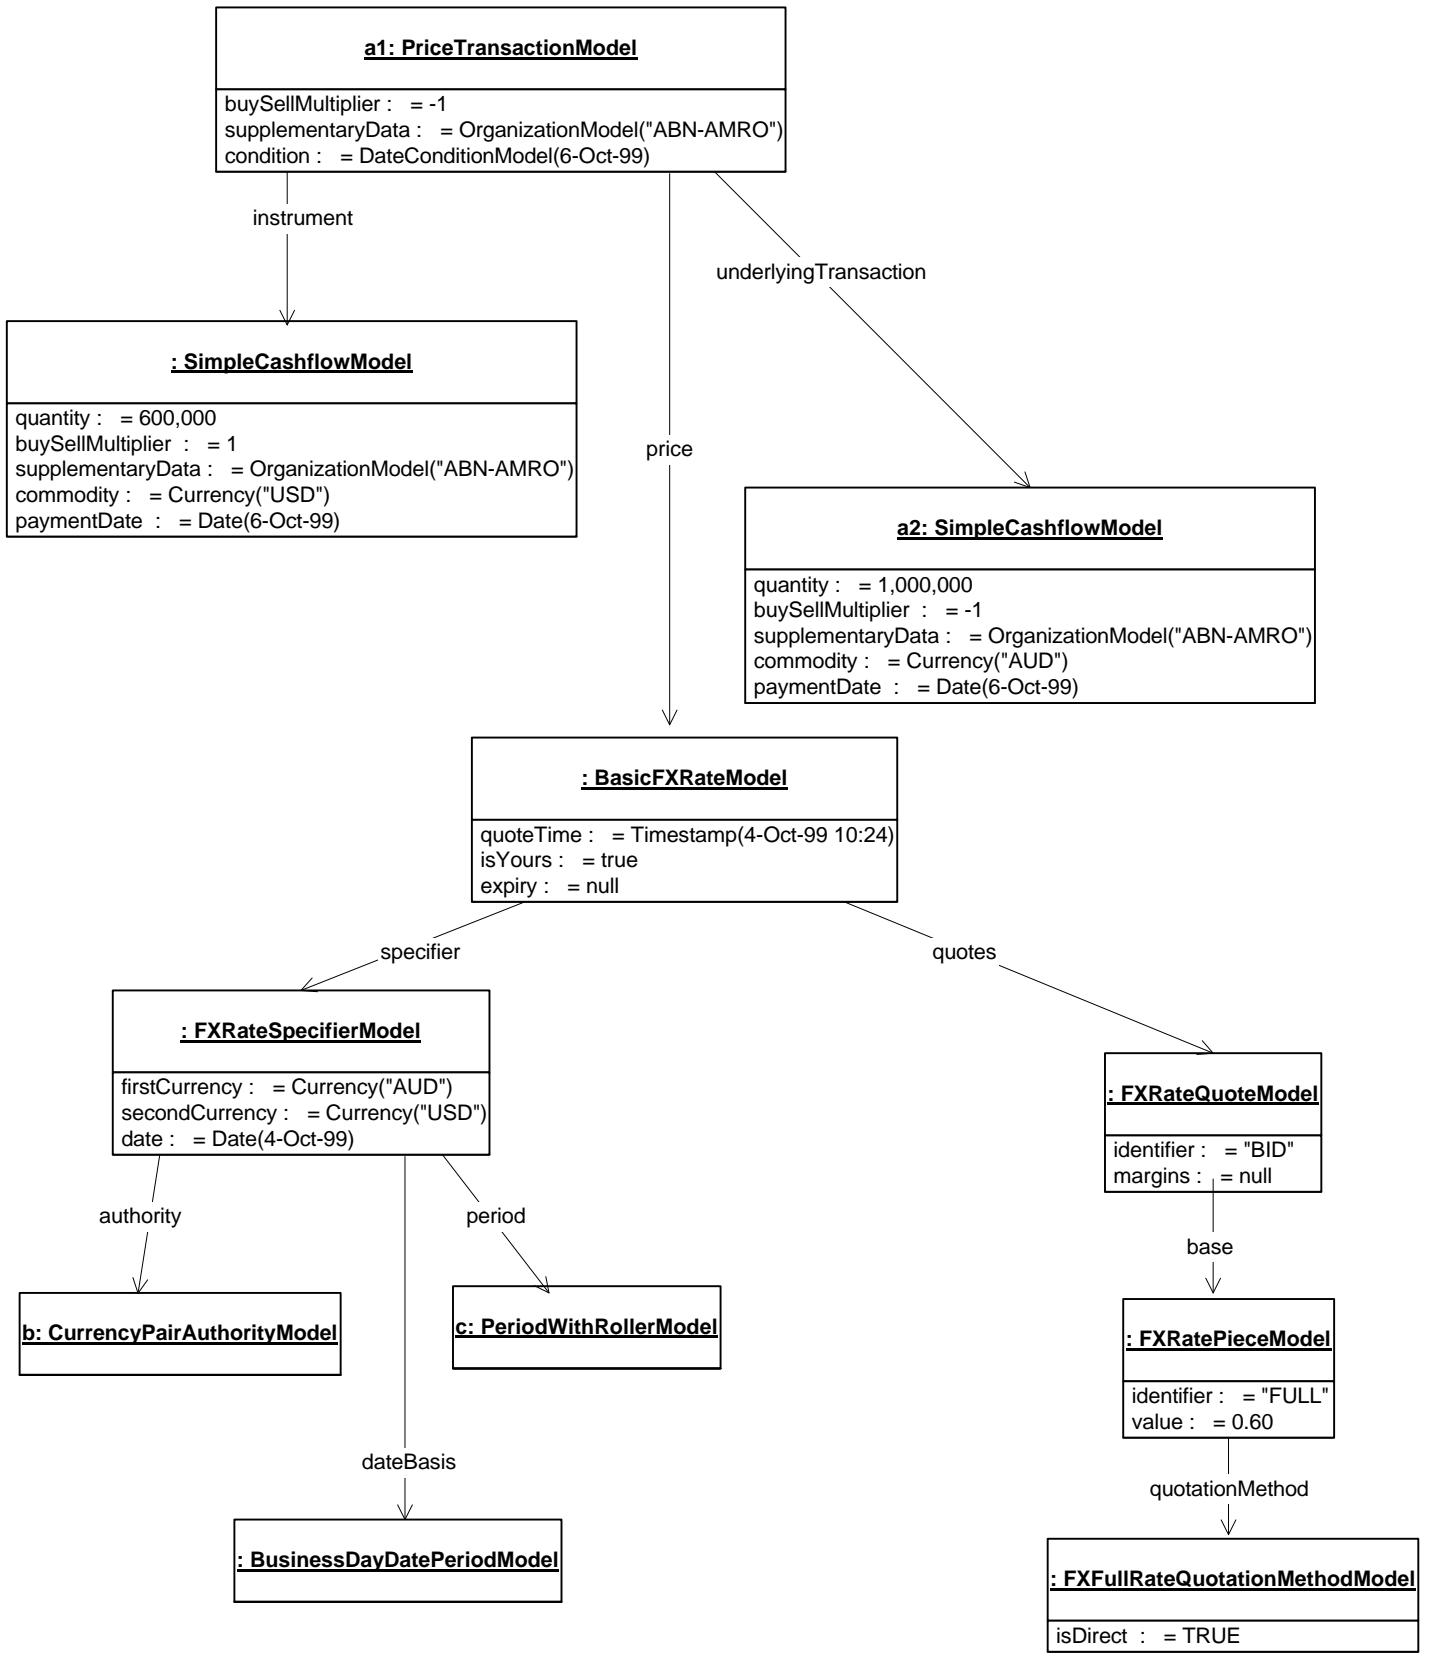 a1: PriceTransactionModel
buySellMultiplier :   = -1
supplementaryData :   = OrganizationModel("ABN-AMRO")
condition :   = DateConditionModel(6-Oct-99)
instrument
underlyingTransaction
: SimpleCashflowModel
quantity :   = 600,000
buySellMultiplier  :   = 1
supplementaryData :   = OrganizationModel("ABN-AMRO")
commodity :   = Currency("USD")
paymentDate  :   = Date(6-Oct-99)
price
a2: SimpleCashflowModel
quantity :   = 1,000,000
buySellMultiplier  :   = -1
supplementaryData :   = OrganizationModel("ABN-AMRO")
commodity :   = Currency("AUD")
paymentDate  :   = Date(6-Oct-99)
: BasicFXRateModel
quoteTime :   = Timestamp(4-Oct-99 10:24)
isYours :   = true
expiry :   = null
specifier
quotes
: FXRateSpecifierModel
firstCurrency :   = Currency("AUD")
secondCurrency :   = Currency("USD")
date :   = Date(4-Oct-99)
: FXRateQuoteModel
identifier :   = "BID"
margins :   = null
authority
period
base
b: CurrencyPairAuthorityModel
c: PeriodWithRollerModel
: FXRatePieceModel
identifier :   = "FULL"
value :   = 0.60
dateBasis
quotationMethod
: BusinessDayDatePeriodModel
: FXFullRateQuotationMethodModel
isDirect  :   = TRUE